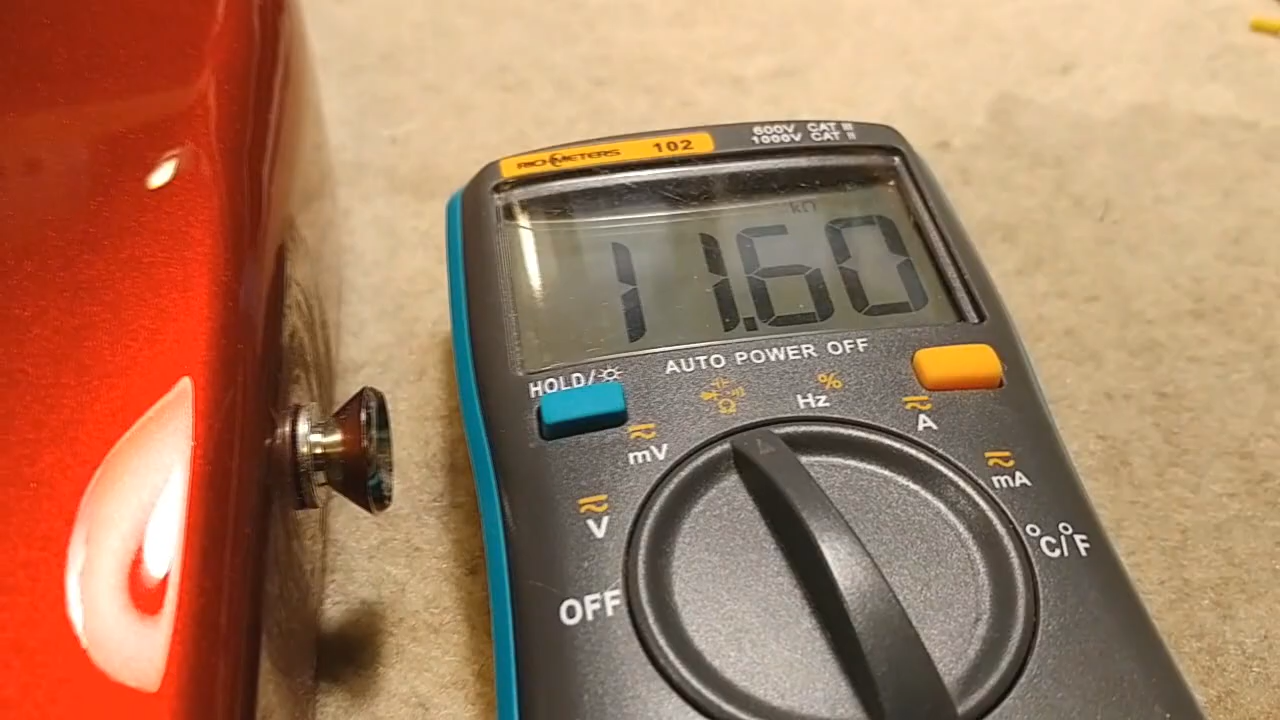 RICHMETERS 102
600V CAT III
1000V CAT II
kΩ
11.60
AUTO POWER OFF
HOLD/
%
Hz
A
mV
mA
V
°C/°F
Ω
OFF